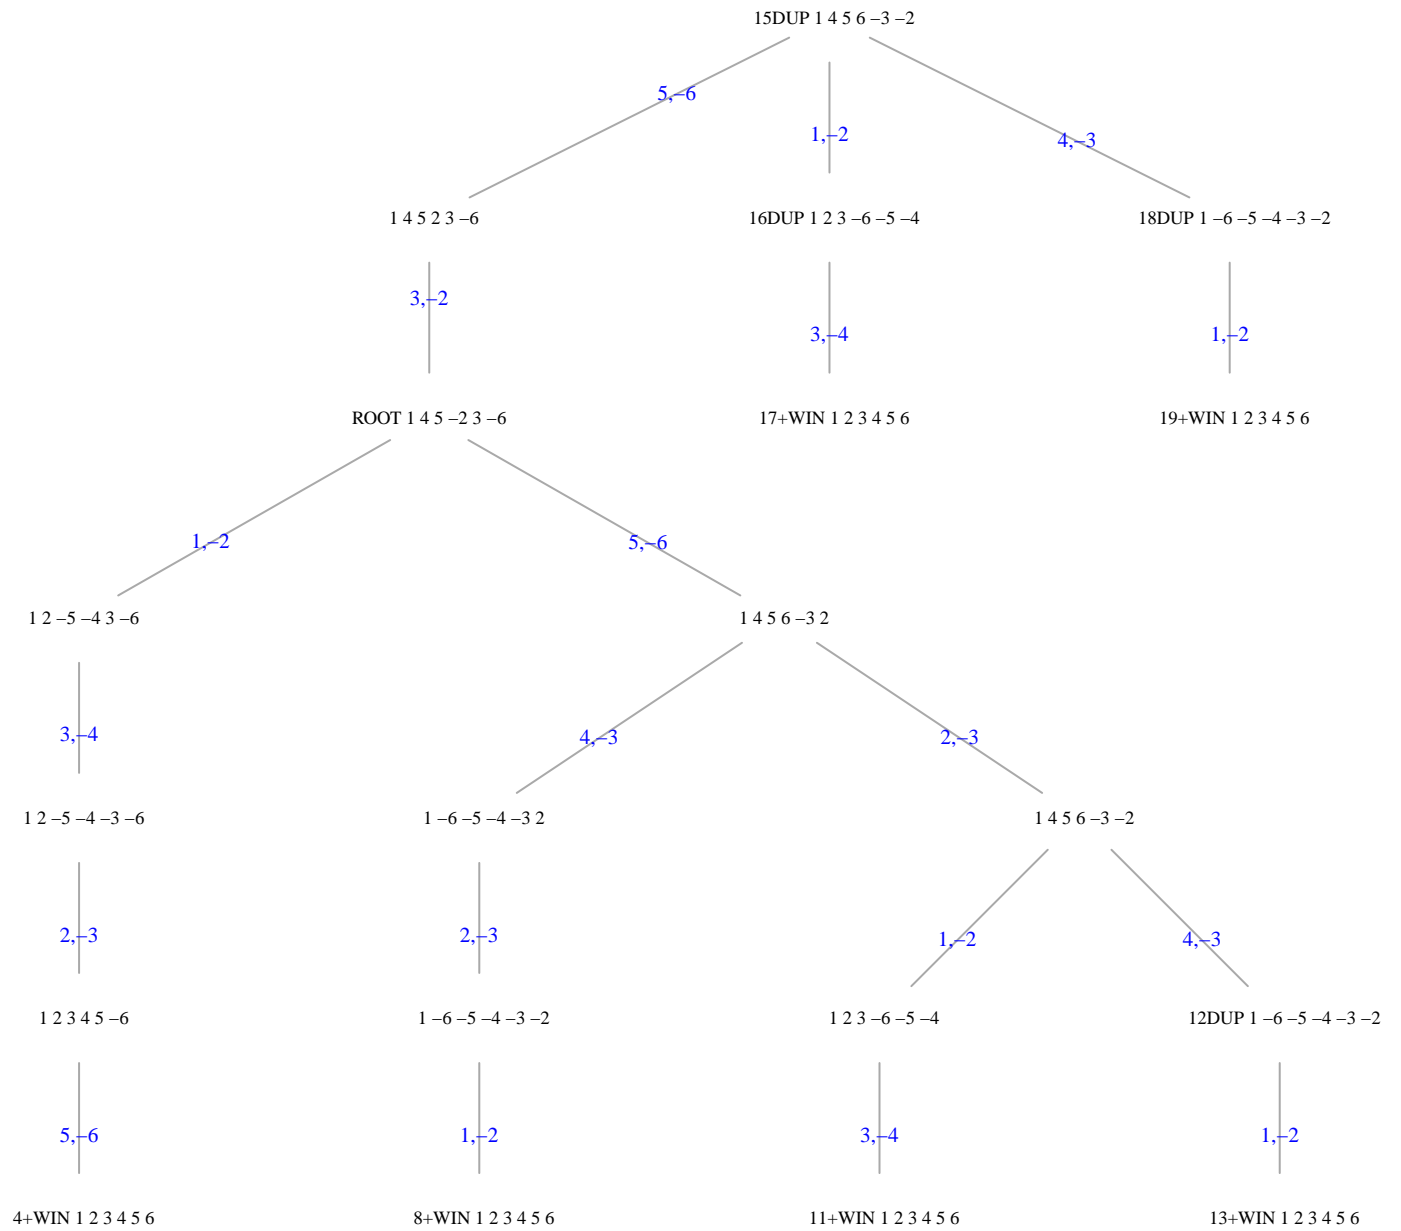 15DUP 1 4 5 6 –3 –2
5,–6
1,–2
4,–3
1 4 5 2 3 –6
16DUP 1 2 3 –6 –5 –4
18DUP 1 –6 –5 –4 –3 –2
3,–2
3,–4
1,–2
ROOT 1 4 5 –2 3 –6
17+WIN 1 2 3 4 5 6
19+WIN 1 2 3 4 5 6
1,–2
5,–6
1 2 –5 –4 3 –6
1 4 5 6 –3 2
3,–4
4,–3
2,–3
1 2 –5 –4 –3 –6
1 –6 –5 –4 –3 2
1 4 5 6 –3 –2
2,–3
2,–3
1,–2
4,–3
1 2 3 4 5 –6
1 –6 –5 –4 –3 –2
1 2 3 –6 –5 –4
12DUP 1 –6 –5 –4 –3 –2
5,–6
1,–2
3,–4
1,–2
4+WIN 1 2 3 4 5 6
8+WIN 1 2 3 4 5 6
11+WIN 1 2 3 4 5 6
13+WIN 1 2 3 4 5 6